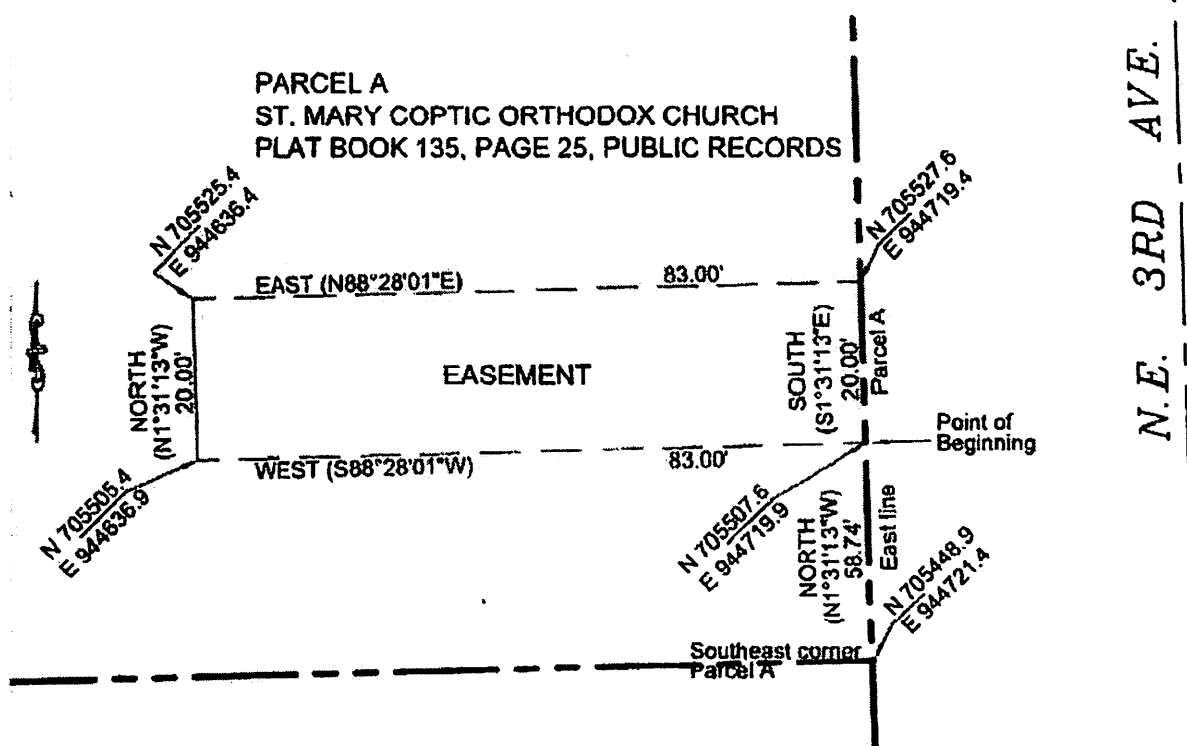 PARCEL A
ST. MARY COPTIC ORTHODOX CHURCH
PLAT BOOK 135, PAGE 25, PUBLIC RECORDS
N.E. 3RD AVE.
N 705525.4
E 944636.4
N 705527.6
E 944719.4
EAST (N88°28'01"E)
83.00'
NORTH
(N1°31'13"W)
20.00'
EASEMENT
SOUTH
(S1°31'13"E)
20.00'
Parcel A
Point of
Beginning
WEST (S88°28'01"W)
83.00'
N 705505.4
E 944636.9
N 705507.6
E 944719.9
NORTH
(N1°31'13"W)
58.74'
East line
N 705448.9
E 944721.4
Southeast corner
Parcel A